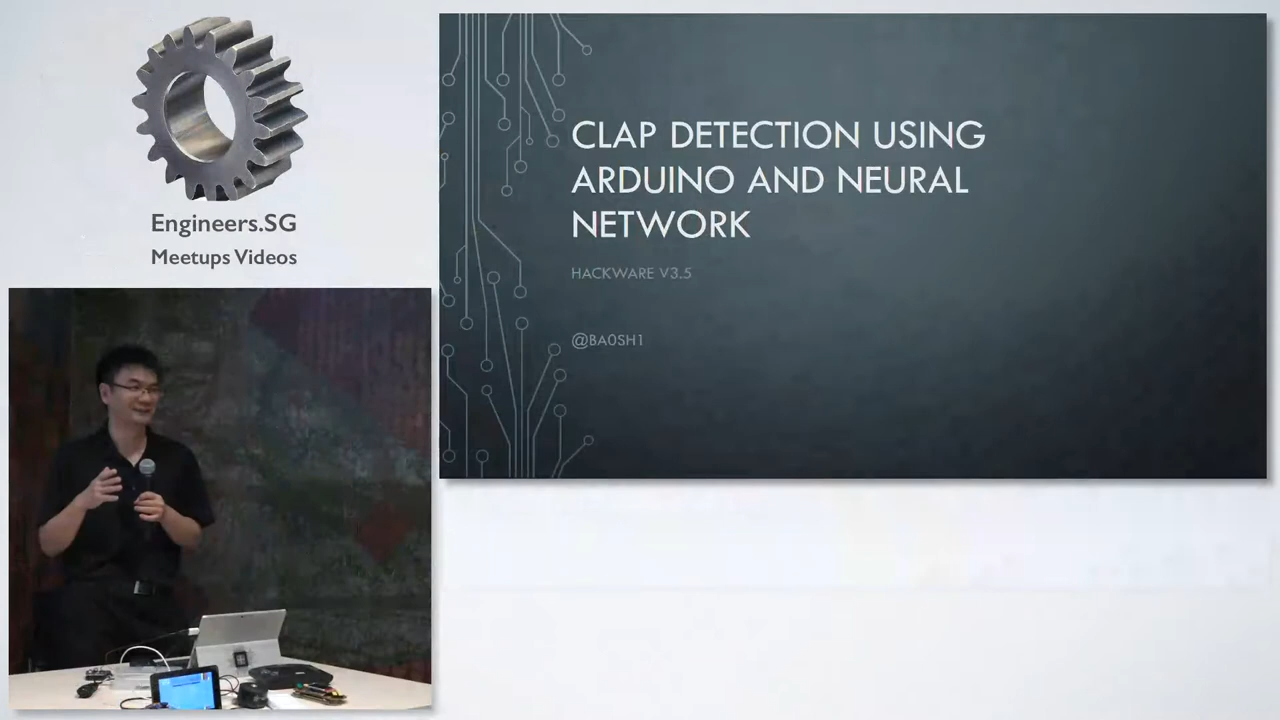 Engineers.SG
Meetups Videos
CLAP DETECTION USING
ARDUINO AND NEURAL
NETWORK
HACKWARE V3.5
@BA0SH1